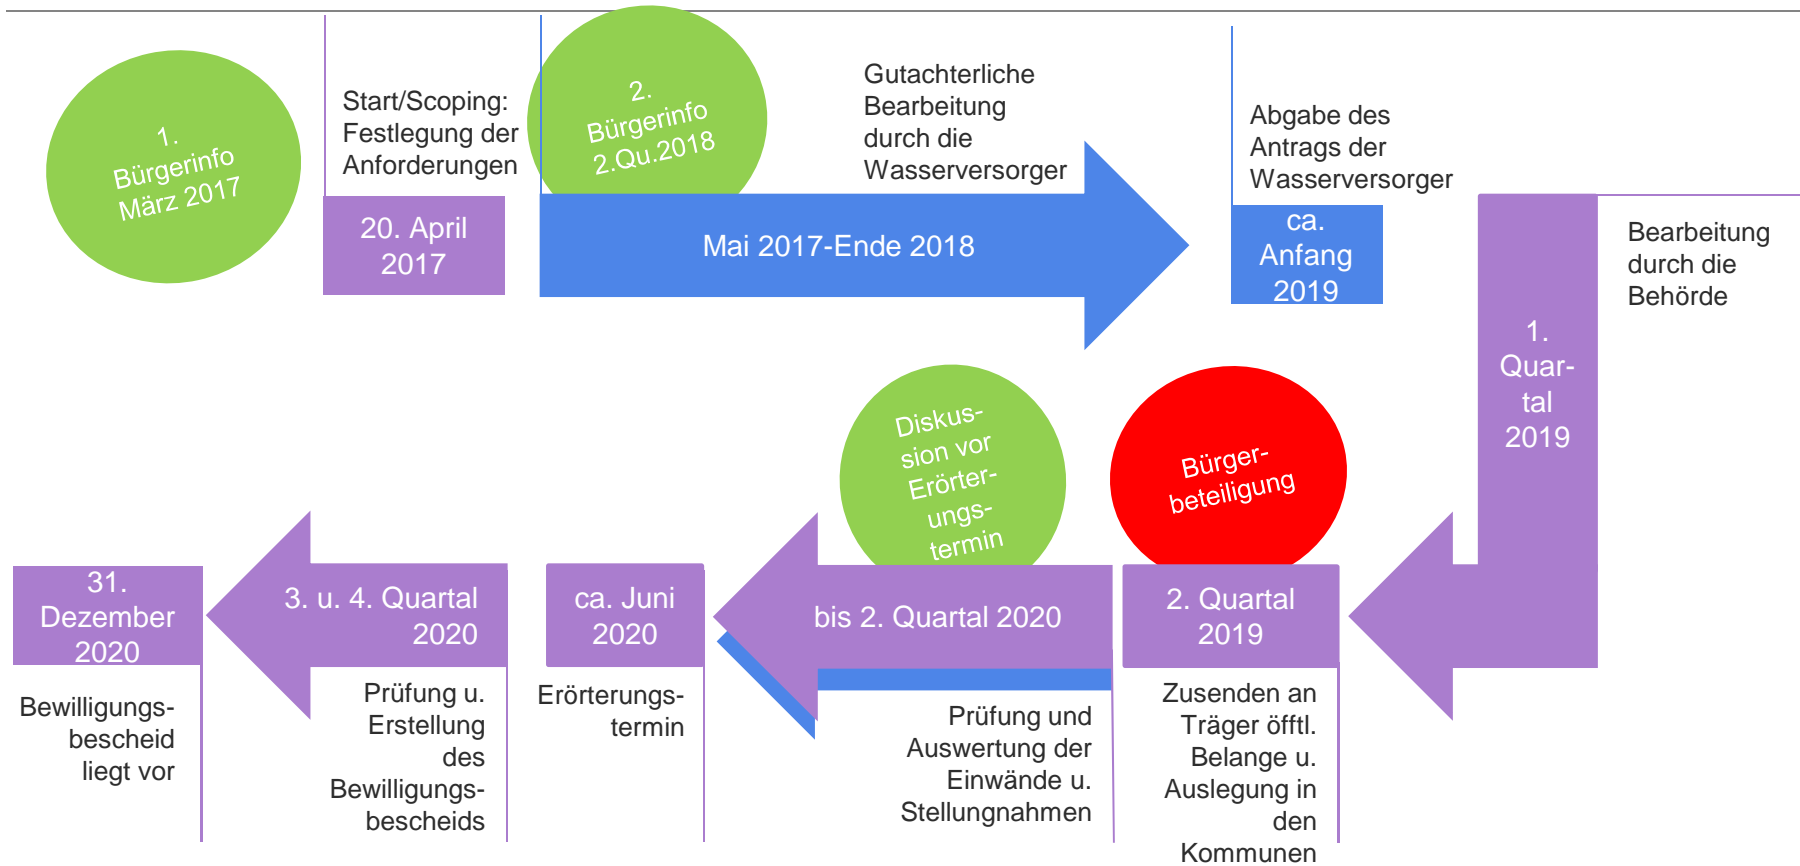 1.
Bürgerinfo
März 2017
Start/Scoping:
Festlegung der
Anforderungen
20. April
2017
2.
Bürgerinfo
2.Qu.2018
Gutachterliche
Bearbeitung
durch die
Wasserversorger
Mai 2017-Ende 2018
Abgabe des
Antrags der
Wasserversorger
ca.
Anfang
2019
Bearbeitung
durch die
Behörde
1.
Quar-
tal
2019
Bürger-
beteiligung
2. Quartal
2019
Zusenden an
Träger öfftl.
Belange u.
Auslegung in
den
Kommunen
Diskus-
sion vor
Erörter-
ungs-
termin
bis 2. Quartal 2020
Prüfung und
Auswertung der
Einwände u.
Stellungnahmen
ca. Juni
2020
Erörterungs-
termin
3. u. 4. Quartal
2020
Prüfung u.
Erstellung
des
Bewilligungs-
bescheids
31.
Dezember
2020
Bewilligungs-
bescheid
liegt vor